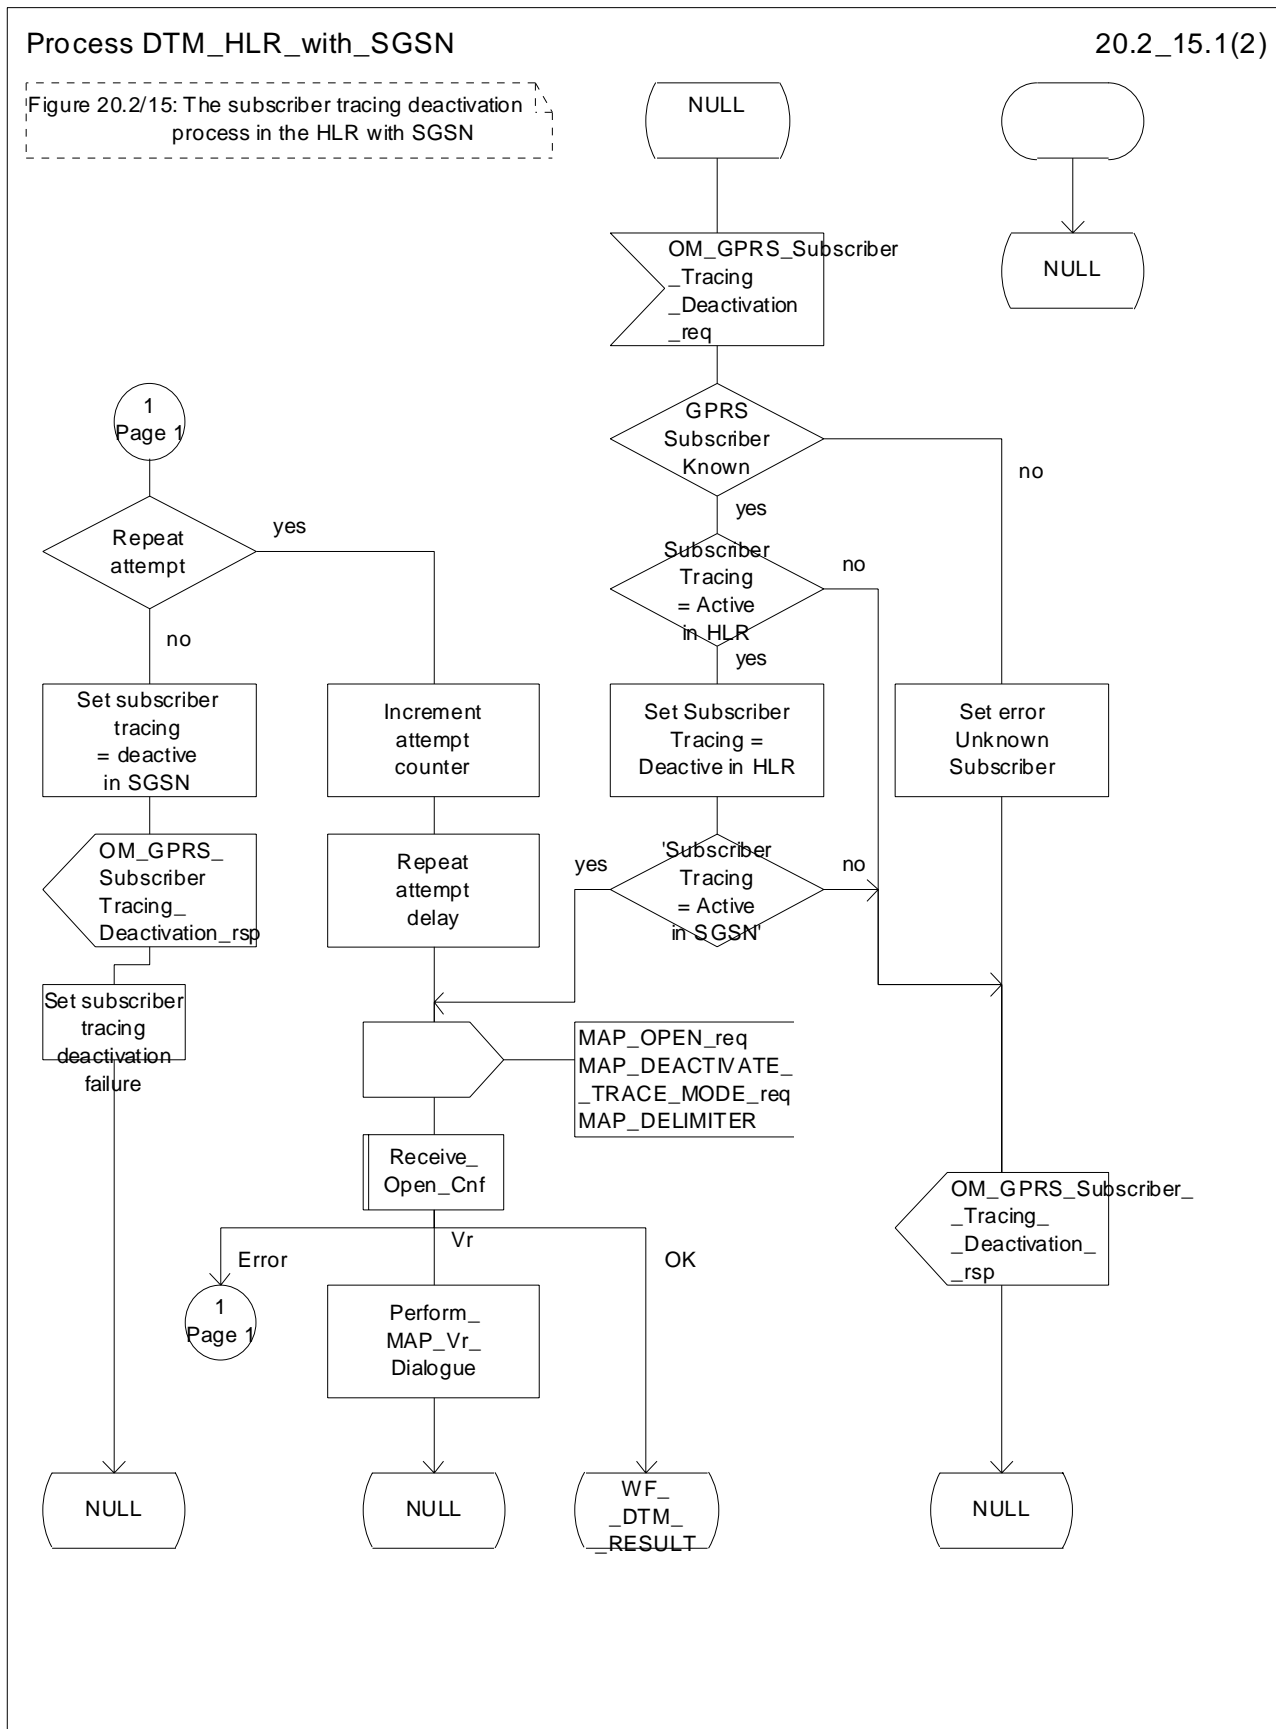 Process DTM_HLR_with_SGSN
20.2_15.1(2)
Figure 20.2/15: The subscriber tracing deactivation
process in the HLR with SGSN
NULL
NULL
OM_GPRS_Subscriber
_Tracing
_Deactivation
_req
GPRS
Subscriber
Known
no
yes
1
Page 1
Repeat
attempt
yes
no
Subscriber
Tracing
= Active
in HLR
no
yes
Set subscriber
tracing
= deactive
in SGSN
Increment
attempt
counter
Set Subscriber
Tracing =
Deactive in HLR
Set error
Unknown
Subscriber
OM_GPRS_
Subscriber
Tracing_
Deactivation_rsp
Repeat
attempt
delay
yes
'Subscriber
Tracing
= Active
in SGSN'
no
Set subscriber
tracing
deactivation
failure
MAP_OPEN_req
MAP_DEACTIVATE_
_TRACE_MODE_req
MAP_DELIMITER
Receive_
Open_Cnf
OM_GPRS_Subscriber_
_Tracing_
_Deactivation_
_rsp
Error
Vr
OK
1
Page 1
Perform_
MAP_Vr_
Dialogue
NULL
NULL
WF_
_DTM_
_RESULT
NULL